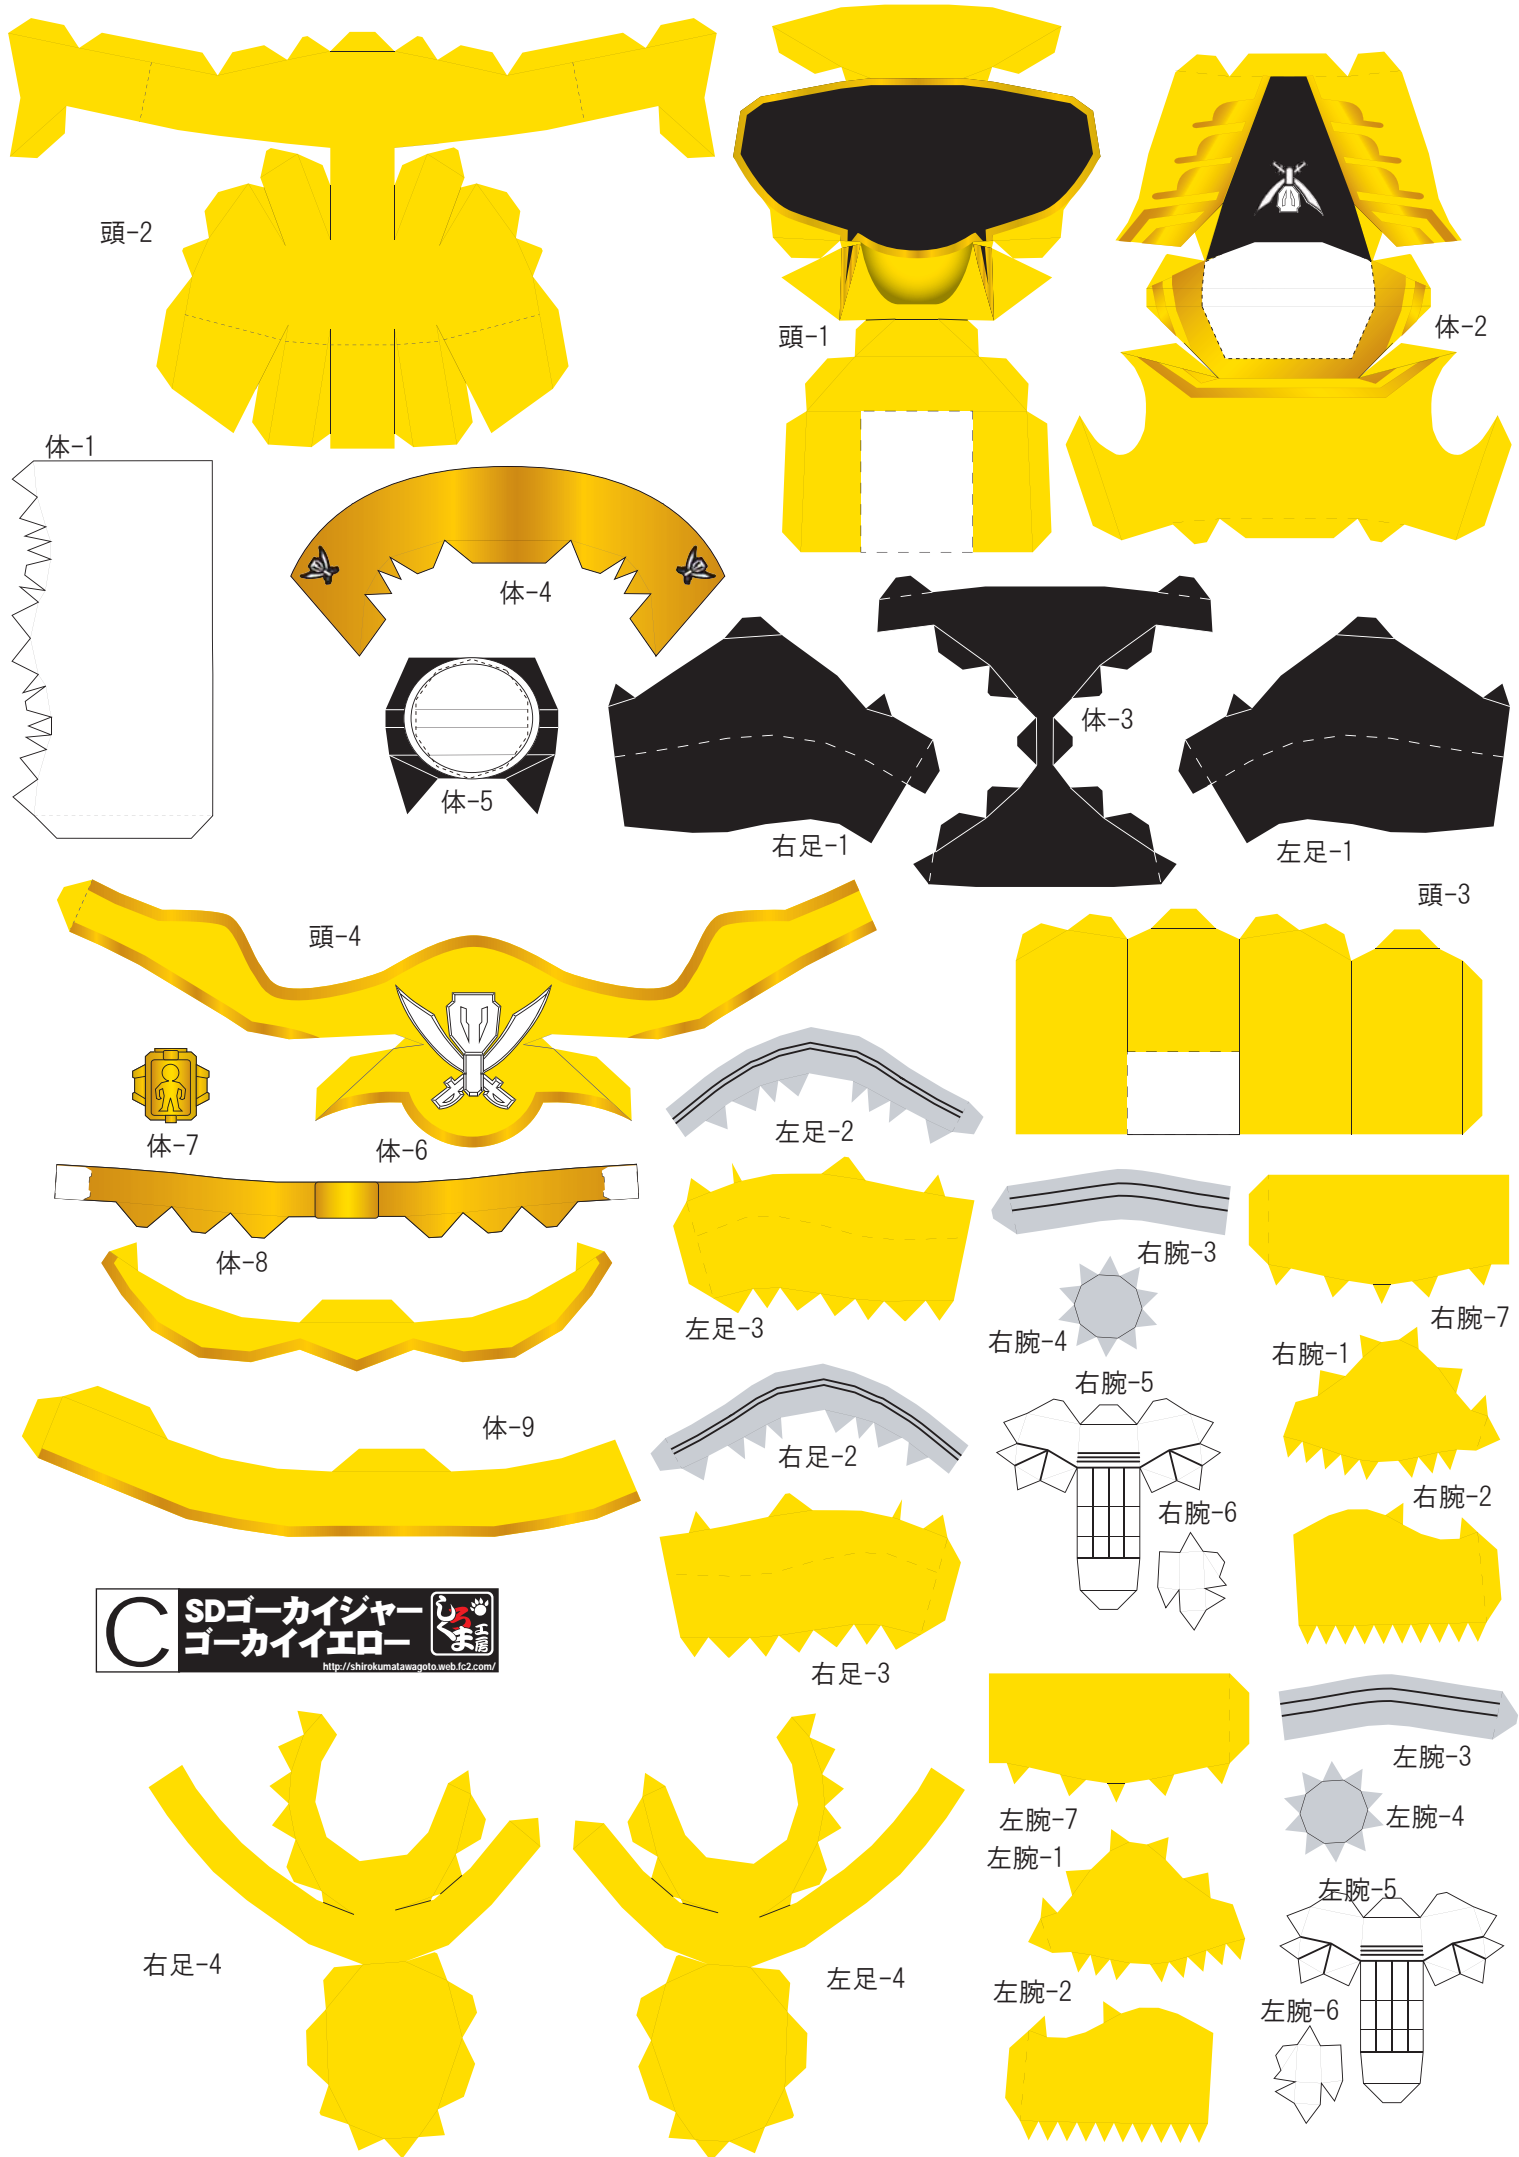 頭-2
頭-1
体-2
体-1
体-4
体-3
体-5
右足-1
左足-1
頭-3
頭-4
左足-2
体-7
体-6
右腕-3
体-8
右腕-7
左足-3
右腕-4
右腕-1
右腕-5
体-9
右足-2
右腕-2
右腕-6
C
SDゴーカイジャー
ゴーカイイエロー
しろくま工房
http://shirokumatawagoto.web.fc2.com/
右足-3
左腕-3
左腕-7
左腕-4
左腕-1
左腕-5
右足-4
左足-4
左腕-2
左腕-6